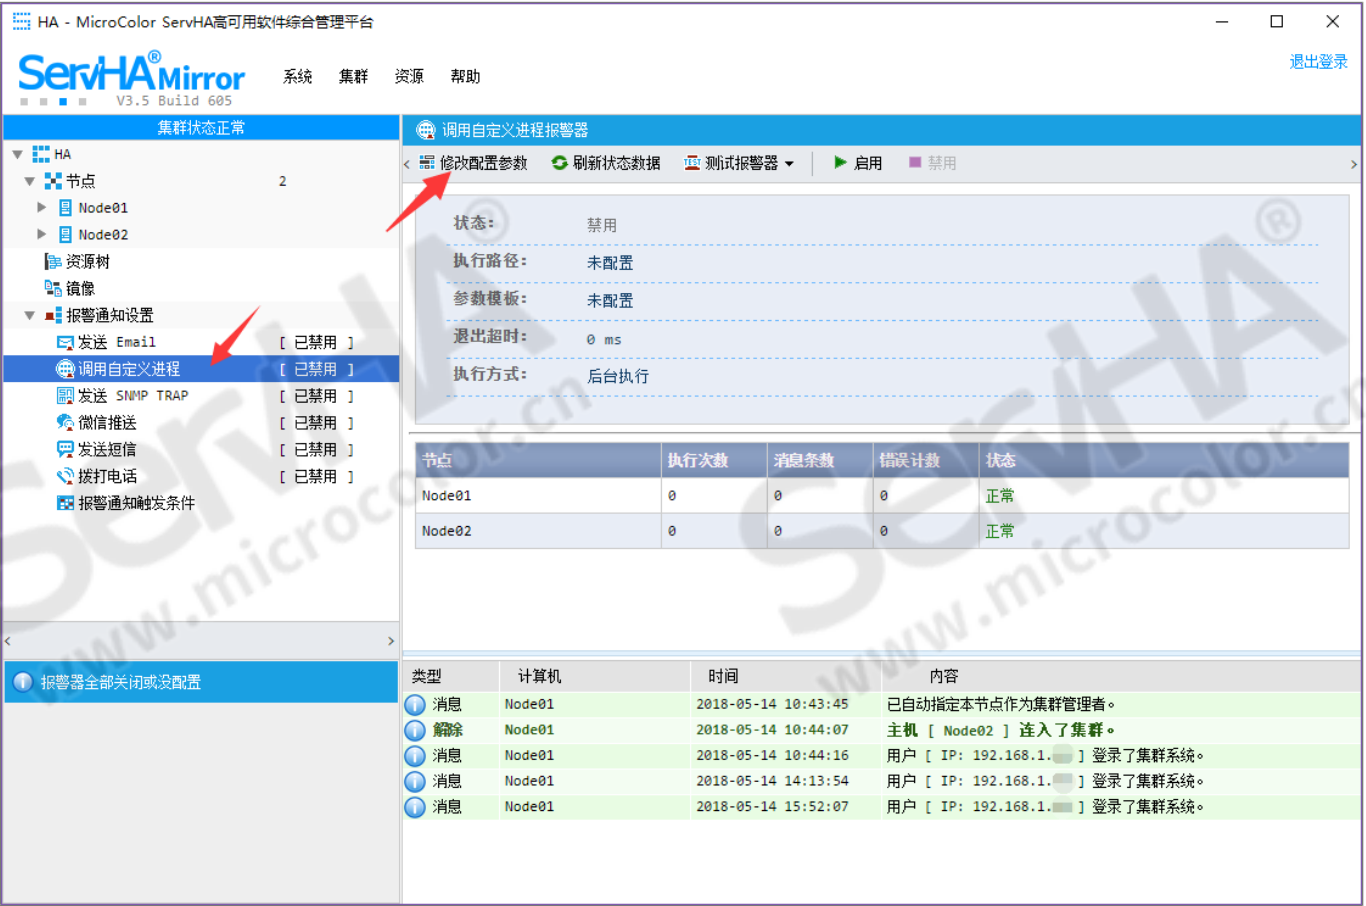 HA - MicroColor ServHA高可用软件综合管理平台
ServHA® Mirror
V3.5 Build 605
系统 集群 资源 帮助
退出登录
集群状态正常
HA
节点 2
Node01
Node02
资源树
镜像
报警通知设置
发送 Email [ 已禁用 ]
调用自定义进程 [ 已禁用 ]
发送 SNMP TRAP [ 已禁用 ]
微信推送 [ 已禁用 ]
发送短信 [ 已禁用 ]
拨打电话 [ 已禁用 ]
报警通知触发条件
报警器全部关闭或没配置
调用自定义进程报警器
修改配置参数 刷新状态数据 TEST 测试报警器 启用 禁用
状态: 禁用
执行路径: 未配置
参数模板: 未配置
退出超时: 0 ms
执行方式: 后台执行
节点 执行次数 消息条数 错误计数 状态
Node01 0 0 0 正常
Node02 0 0 0 正常
类型 计算机 时间 内容
消息 Node01 2018-05-14 10:43:45 已自动指定本节点作为集群管理者。
解除 Node01 2018-05-14 10:44:07 主机 [ Node02 ] 连入了集群。
消息 Node01 2018-05-14 10:44:16 用户 [ IP: 192.168.1. ] 登录了集群系统。
消息 Node01 2018-05-14 14:13:54 用户 [ IP: 192.168.1. ] 登录了集群系统。
消息 Node01 2018-05-14 15:52:07 用户 [ IP: 192.168.1. ] 登录了集群系统。
ServHA®
www.microcolor.cn
ServHA®
www.microcolor.cn